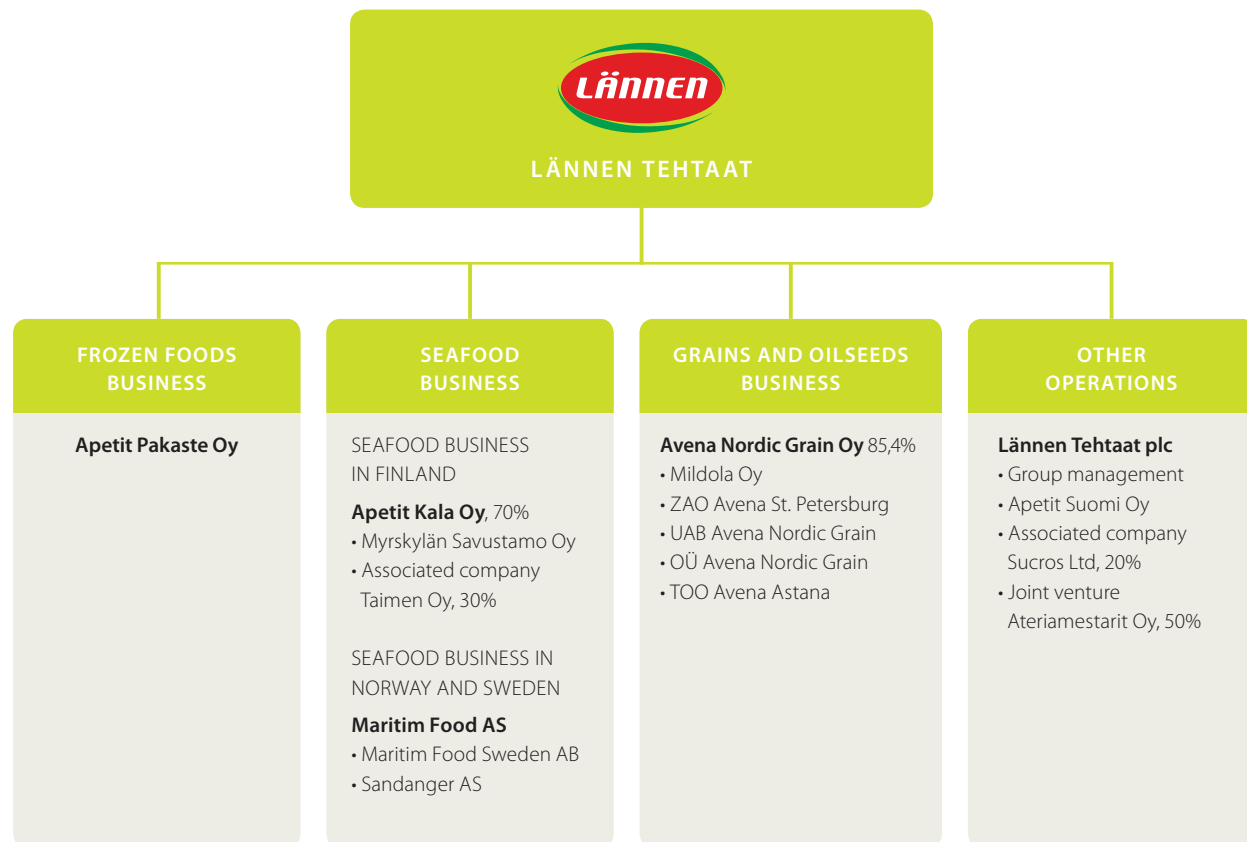 LÄNNEN
LÄNNEN TEHTAAT
FROZEN FOODS
BUSINESS
Apetit Pakaste Oy
SEAFOOD
BUSINESS
SEAFOOD BUSINESS
IN FINLAND
Apetit Kala Oy, 70%
• Myrskylän Savustamo Oy
• Associated company
Taimen Oy, 30%
SEAFOOD BUSINESS IN
NORWAY AND SWEDEN
Maritim Food AS
• Maritim Food Sweden AB
• Sandanger AS
GRAINS AND OILSEEDS
BUSINESS
Avena Nordic Grain Oy 85,4%
• Mildola Oy
• ZAO Avena St. Petersburg
• UAB Avena Nordic Grain
• OÜ Avena Nordic Grain
• TOO Avena Astana
OTHER
OPERATIONS
Lännen Tehtaat plc
• Group management
• Apetit Suomi Oy
• Associated company
Sucros Ltd, 20%
• Joint venture
Ateriamestarit Oy, 50%